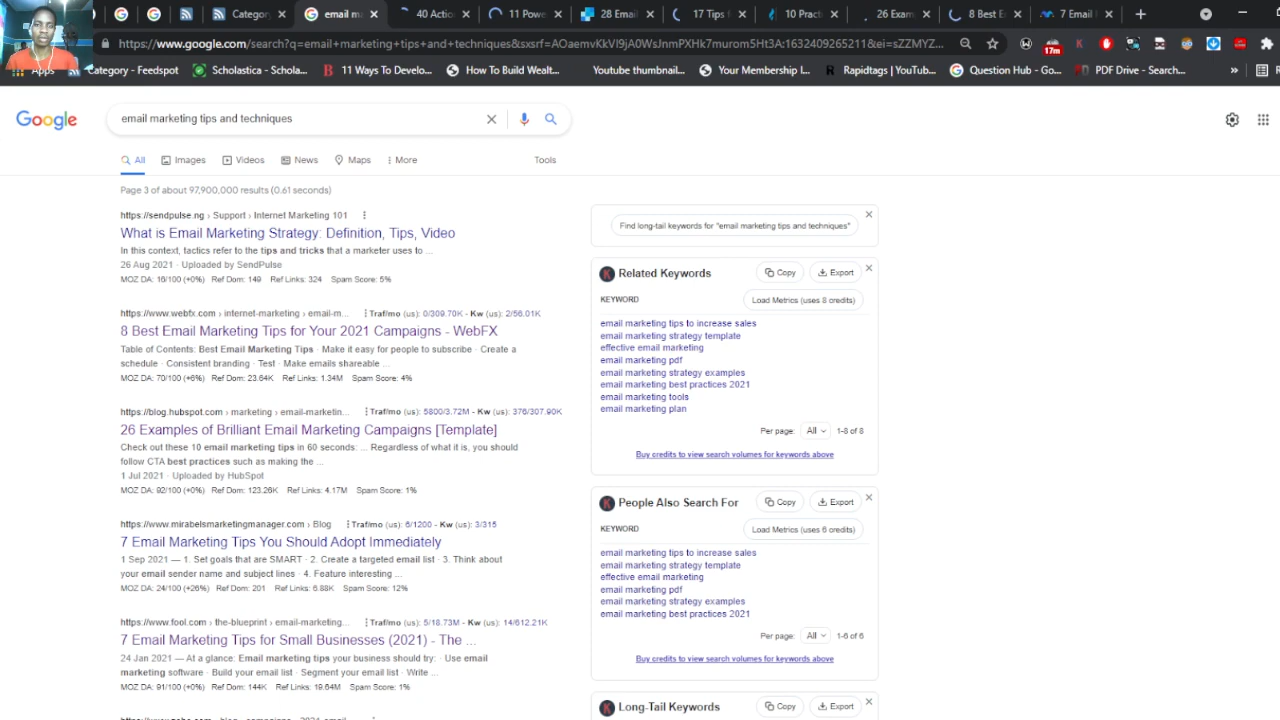 Category
email m
40 Action
11 Power
28 Email
17 Tips f
10 Pract
26 Exam
8 Best E
7 Email
https://www.google.com/search?q=email+marketing+tips+and+techniques&sxsrf=AOaemvKkVI9jA0WsJnmPXHk7murom5Ht3A:1632409265211&ei=sZZMYZ...
17m
Apps
Category - Feedspot
Scholastica - Schola...
11 Ways To Develo...
How To Build Wealt...
Youtube thumbnail...
Your Membership, I...
Rapidtags | YouTub...
Question Hub - Go...
PDF Drive - Search...
»
Google
email marketing tips and techniques
All
Images
Videos
News
Maps
More
Tools
Page 3 of about 97,900,000 results (0.61 seconds)
https://sendpulse.ng › Support › Internet Marketing 101
What is Email Marketing Strategy: Definition, Tips, Video
In this context, tactics refer to the tips and tricks that a marketer uses to ...
26 Aug 2021 · Uploaded by SendPulse
MOZ DA: 16/100 (+0%) Ref Dom: 149 Ref Links: 324 Spam Score: 5%
https://www.webfx.com › internet-marketing › email-m... Traf/mo (us): 0/309.70K - Kw (us): 2/56.01K
8 Best Email Marketing Tips for Your 2021 Campaigns - WebFX
Table of Contents: Best Email Marketing Tips · Make it easy for people to subscribe · Create a
schedule · Consistent branding · Test · Make emails shareable ...
MOZ DA: 70/100 (+6%) Ref Dom: 23.64K Ref Links: 1.34M Spam Score: 4%
https://blog.hubspot.com › marketing › email-marketin... Traf/mo (us): 5800/3.72M - Kw (us): 376/307.90K
26 Examples of Brilliant Email Marketing Campaigns [Template]
Check out these 10 email marketing tips in 60 seconds: ... Regardless of what it is, you should
follow CTA best practices such as making the ...
1 Jul 2021 · Uploaded by HubSpot
MOZ DA: 92/100 (+0%) Ref Dom: 123.26K Ref Links: 4.17M Spam Score: 1%
https://www.mirabelsmarketingmanager.com › Blog Traf/mo (us): 6/1200 - Kw (us): 3/315
7 Email Marketing Tips You Should Adopt Immediately
1 Sep 2021 — 1. Set goals that are SMART · 2. Create a targeted email list · 3. Think about
your email sender name and subject lines · 4. Feature interesting ...
MOZ DA: 24/100 (+26%) Ref Dom: 201 Ref Links: 6.88K Spam Score: 12%
https://www.fool.com › the-blueprint › email-marketing... Traf/mo (us): 5/18.73M - Kw (us): 14/612.21K
7 Email Marketing Tips for Small Businesses (2021) - The ...
24 Jan 2021 — At a glance: Email marketing tips your business should try: · Use email
marketing software · Build your email list · Segment your email list · Write ...
MOZ DA: 91/100 (+0%) Ref Dom: 144K Ref Links: 19.64M Spam Score: 1%
Find long-tail keywords for "email marketing tips and techniques"
Related Keywords
Copy
Export
KEYWORD
Load Metrics (uses 8 credits)
email marketing tips to increase sales
email marketing strategy template
effective email marketing
email marketing pdf
email marketing strategy examples
email marketing best practices 2021
email marketing tools
email marketing plan
Per page: All 1-8 of 8
Buy credits to view search volumes for keywords above
People Also Search For
Copy
Export
KEYWORD
Load Metrics (uses 6 credits)
email marketing tips to increase sales
email marketing strategy template
effective email marketing
email marketing pdf
email marketing strategy examples
email marketing best practices 2021
Per page: All 1-6 of 6
Buy credits to view search volumes for keywords above
Long-Tail Keywords
Copy
Export